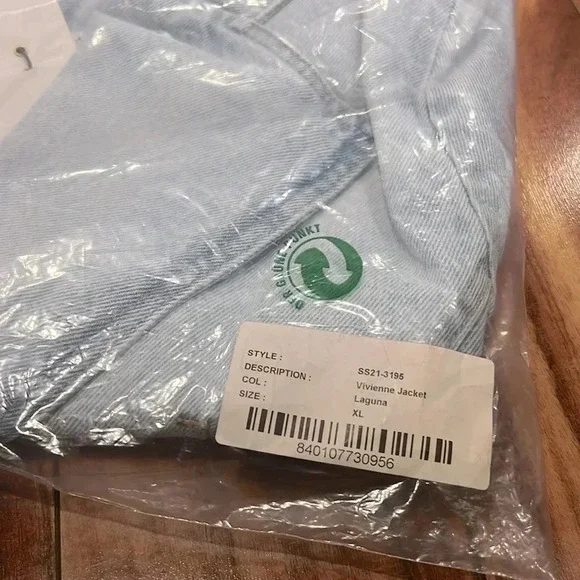 DER GRÜNE PUNKT
STYLE : SS21-3195
DESCRIPTION : Vivienne Jacket
COL : Laguna
SIZE : XL
840107730956